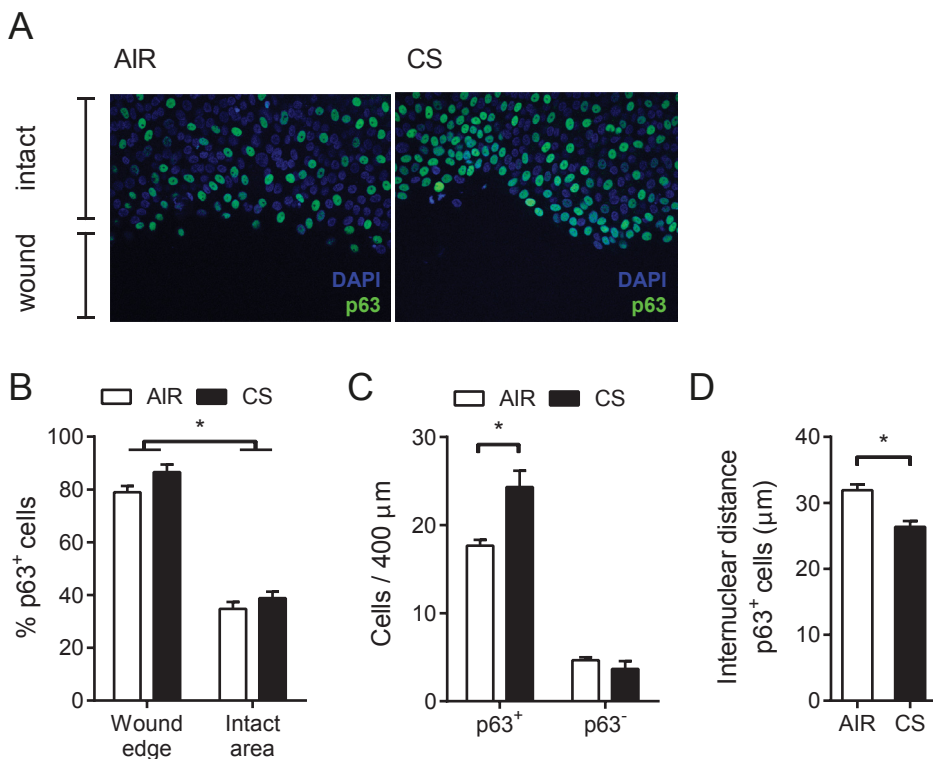 A
AIR
CS
intact
wound
DAPI
p63
DAPI
p63
B
AIR
CS
% p63⁺ cells
100
80
60
40
20
0
*
Wound edge
Intact area
C
AIR
CS
Cells / 400 μm
30
20
10
0
*
p63⁺
p63⁻
D
Internuclear distance
p63⁺ cells (μm)
40
30
20
10
0
*
AIR
CS